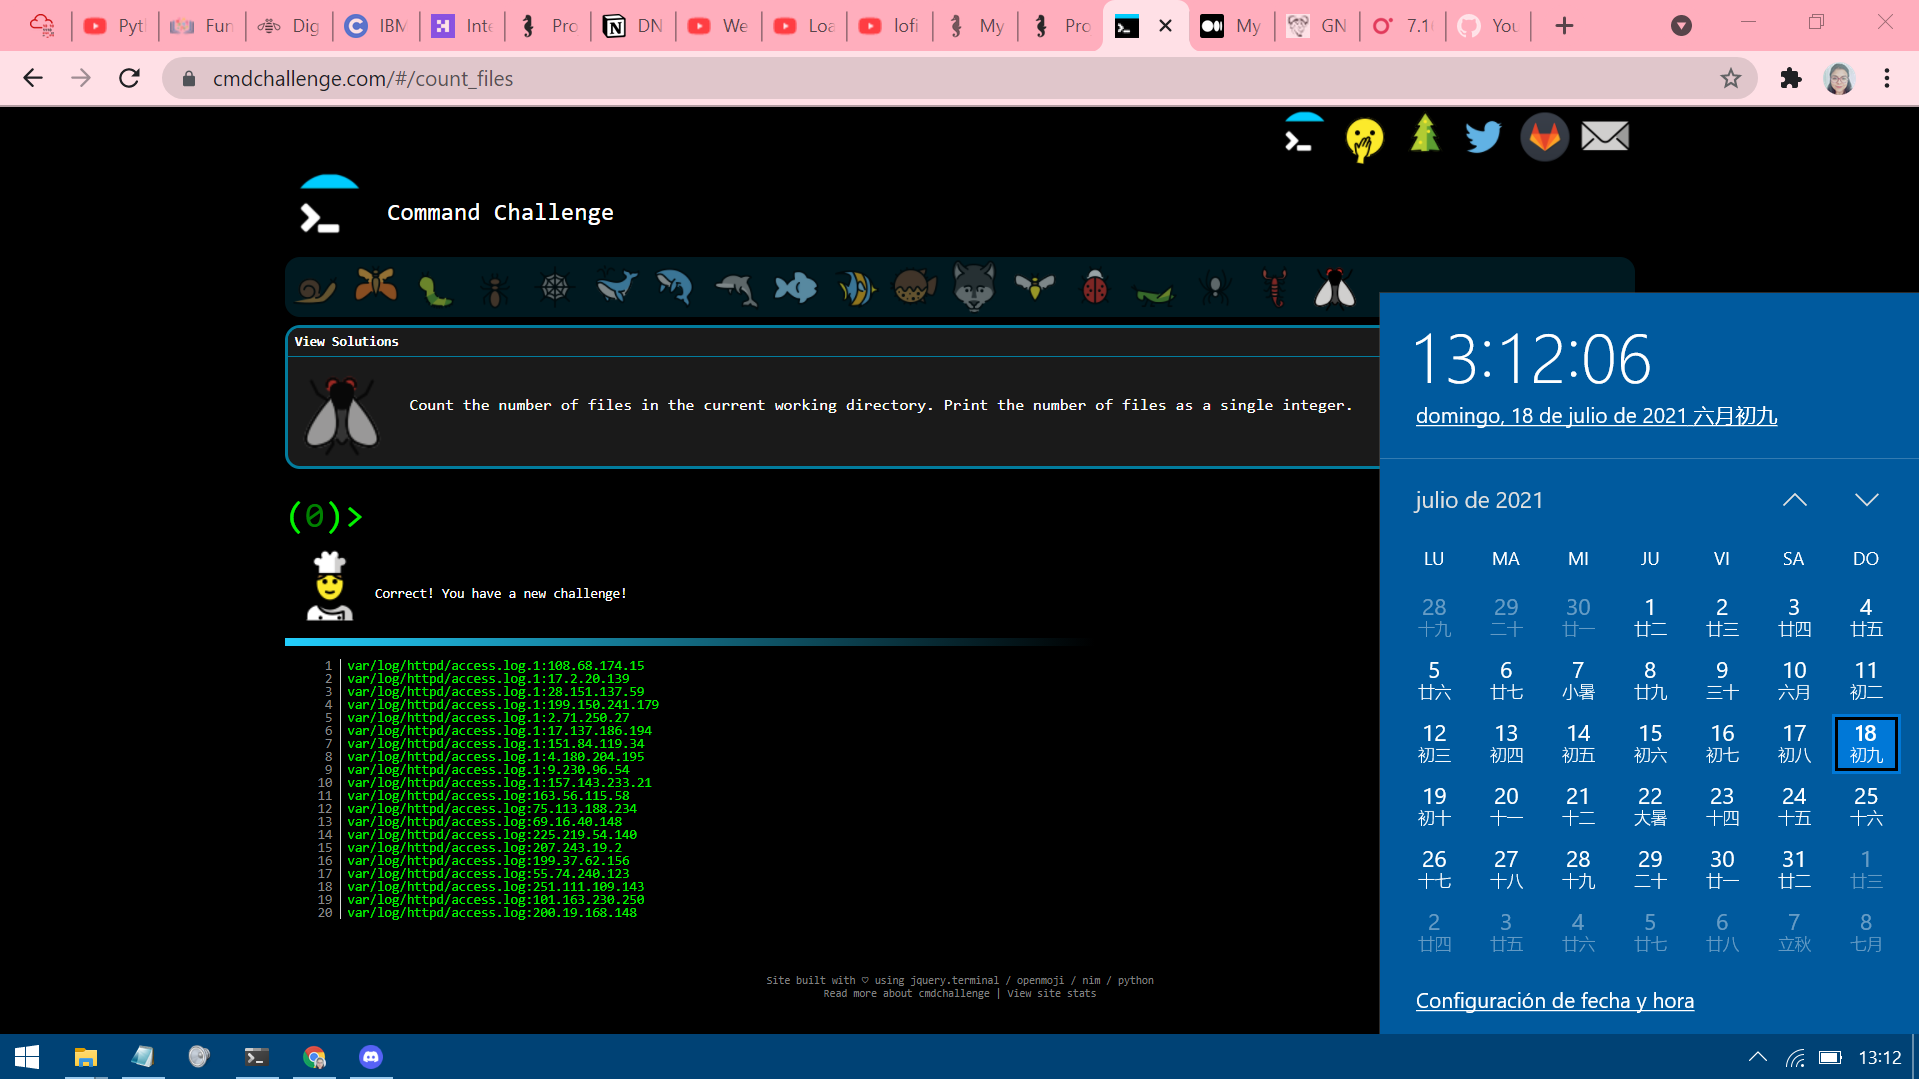 Pyt
Fun
Dig
IBM
Inte
Pro
DN
We
Loa
lofi
My
Pro
My
GN
7.1
You
cmdchallenge.com/#/count_files
Command Challenge
View Solutions
Count the number of files in the current working directory. Print the number of files as a single integer.
(0)>
Correct! You have a new challenge!
1 var/log/httpd/access.log.1:108.68.174.15
2 var/log/httpd/access.log.1:17.2.20.139
3 var/log/httpd/access.log.1:28.151.137.59
4 var/log/httpd/access.log.1:199.150.241.179
5 var/log/httpd/access.log.1:2.71.250.27
6 var/log/httpd/access.log.1:17.137.186.194
7 var/log/httpd/access.log.1:151.84.119.34
8 var/log/httpd/access.log.1:4.180.204.195
9 var/log/httpd/access.log.1:9.230.96.54
10 var/log/httpd/access.log.1:157.143.233.21
11 var/log/httpd/access.log:163.56.115.58
12 var/log/httpd/access.log:75.113.188.234
13 var/log/httpd/access.log:69.16.40.148
14 var/log/httpd/access.log:225.219.54.140
15 var/log/httpd/access.log:207.243.19.2
16 var/log/httpd/access.log:199.37.62.156
17 var/log/httpd/access.log:55.74.240.123
18 var/log/httpd/access.log:251.111.109.143
19 var/log/httpd/access.log:101.163.230.250
20 var/log/httpd/access.log:200.19.168.148
Site built with ♡ using jquery.terminal / openmoji / nim / python
Read more about cmdchallenge | View site stats
13:12:06
domingo, 18 de julio de 2021 六月初九
julio de 2021
LU MA MI JU VI SA DO
28 29 30 1 2 3 4
十九 二十 廿一 廿二 廿三 廿四 廿五
5 6 7 8 9 10 11
廿六 廿七 小暑 廿九 三十 六月 初二
12 13 14 15 16 17 18
初三 初四 初五 初六 初七 初八 初九
19 20 21 22 23 24 25
初十 十一 十二 大暑 十四 十五 十六
26 27 28 29 30 31 1
十七 十八 十九 二十 廿一 廿二 廿三
2 3 4 5 6 7 8
廿四 廿五 廿六 廿七 廿八 立秋 七月
Configuración de fecha y hora
13:12